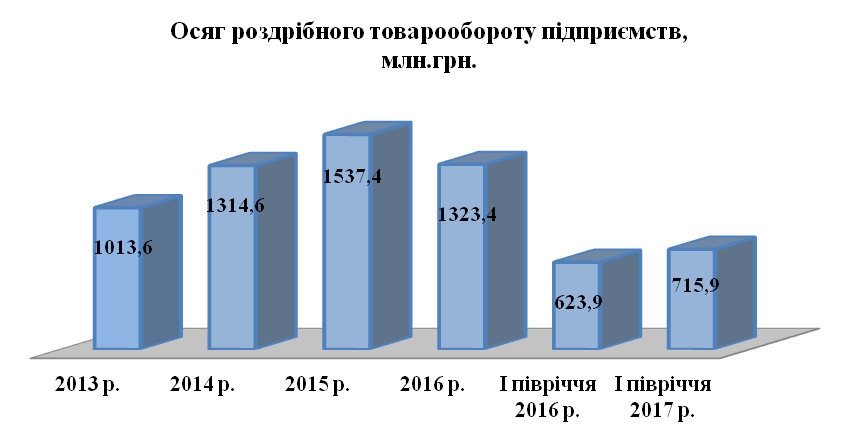 Осяг роздрібного товарообороту підприємств,
млн.грн.
1537,4
1314,6
1323,4
1013,6
715,9
623,9
2013 р.
2014 р.
2015 р.
2016 р.
І півріччя
2016 р.
І півріччя
2017 р.